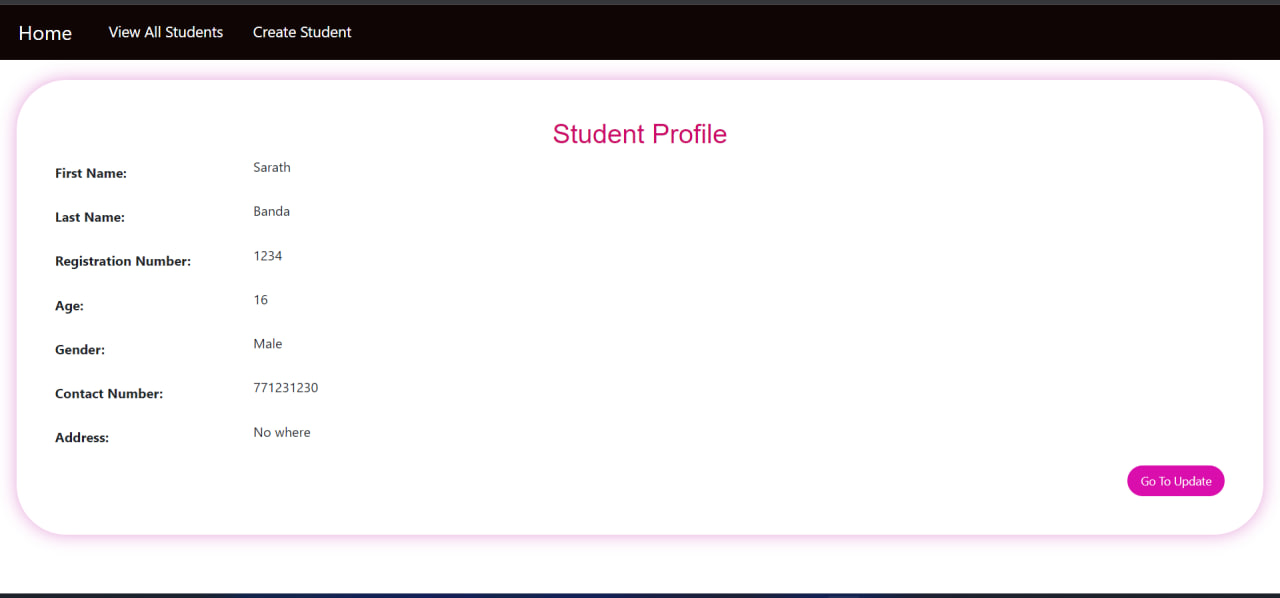 Home View All Students Create Student
Student Profile
First Name: Sarath
Last Name: Banda
Registration Number: 1234
Age: 16
Gender: Male
Contact Number: 771231230
Address: No where
Go To Update